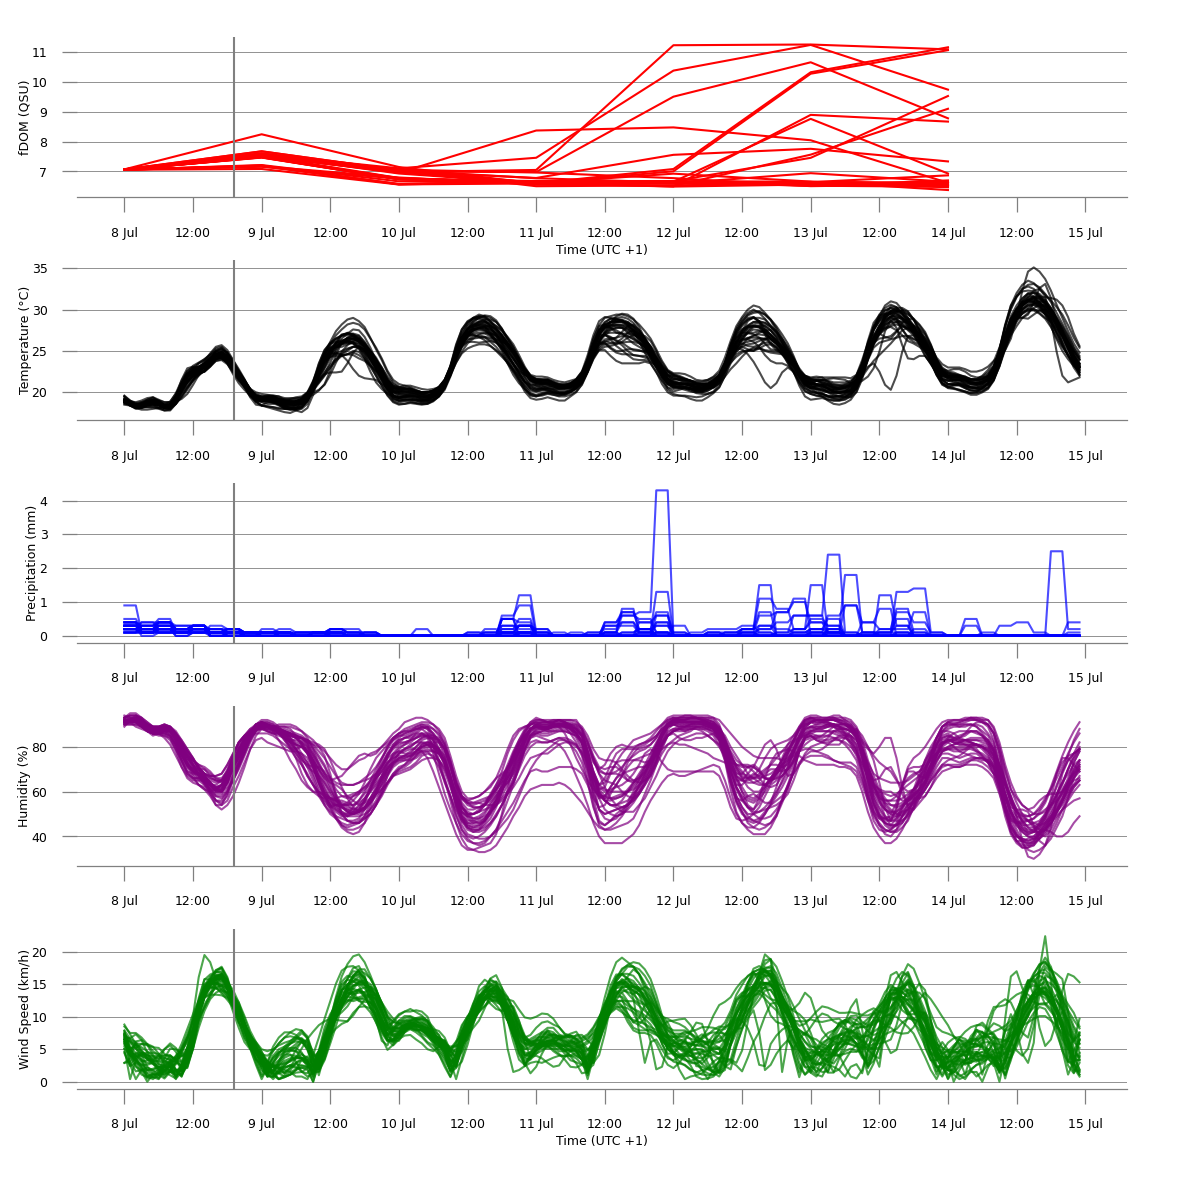 fDOM (QSU)
11
10
9
8
7
8 Jul 12:00 9 Jul 12:00 10 Jul 12:00 11 Jul 12:00 12 Jul 12:00 13 Jul 12:00 14 Jul 12:00 15 Jul
Time (UTC +1)
Temperature (°C)
35
30
25
20
8 Jul 12:00 9 Jul 12:00 10 Jul 12:00 11 Jul 12:00 12 Jul 12:00 13 Jul 12:00 14 Jul 12:00 15 Jul
Precipitation (mm)
4
3
2
1
0
8 Jul 12:00 9 Jul 12:00 10 Jul 12:00 11 Jul 12:00 12 Jul 12:00 13 Jul 12:00 14 Jul 12:00 15 Jul
Humidity (%)
80
60
40
8 Jul 12:00 9 Jul 12:00 10 Jul 12:00 11 Jul 12:00 12 Jul 12:00 13 Jul 12:00 14 Jul 12:00 15 Jul
Wind Speed (km/h)
20
15
10
5
0
8 Jul 12:00 9 Jul 12:00 10 Jul 12:00 11 Jul 12:00 12 Jul 12:00 13 Jul 12:00 14 Jul 12:00 15 Jul
Time (UTC +1)